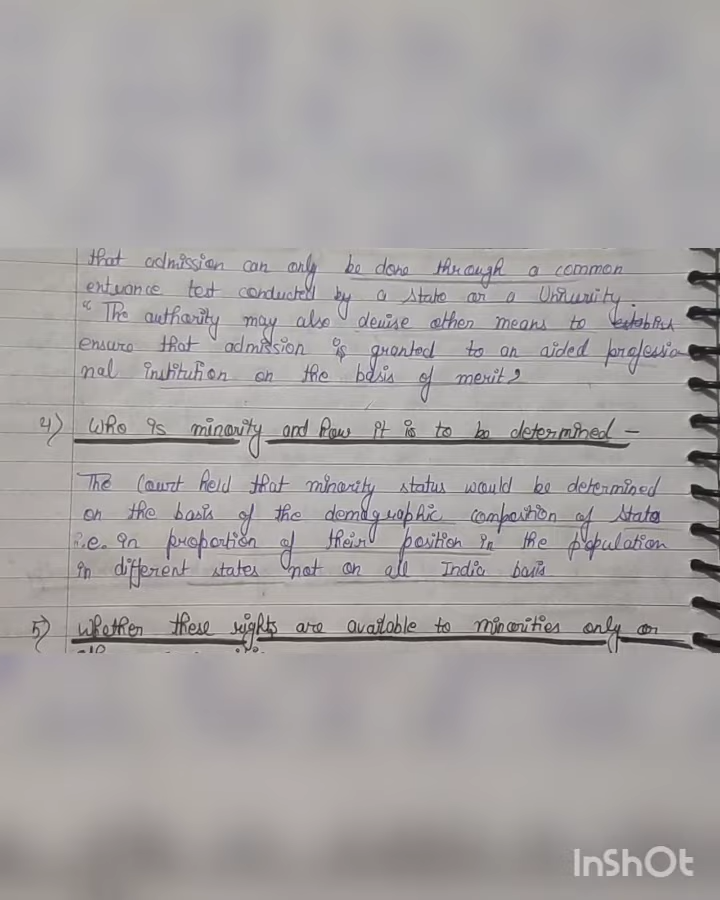 that admission can only be done through a common
entrance test conducted by a state or a University.
"The authority may also devise other means to establish
ensure that admission is granted to an aided professio
nal institution on the basis of merit"
4) Who is minority and how it is to be determined -
The Court held that minority status would be determined
on the basis of the demographic composition of State
i.e. in proportion of their position in the population
in different states not on all India basis
5) Whether these rights are available to minorities only or
InShOt